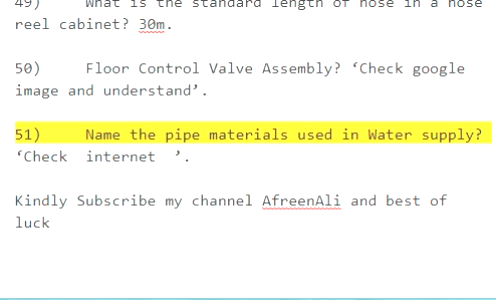 49) What is the standard length of hose in a hose
reel cabinet? 30m.
50) Floor Control Valve Assembly? ‘Check google
image and understand’.
51) Name the pipe materials used in Water supply?
‘Check internet ’.
Kindly Subscribe my channel AfreenAli and best of
luck